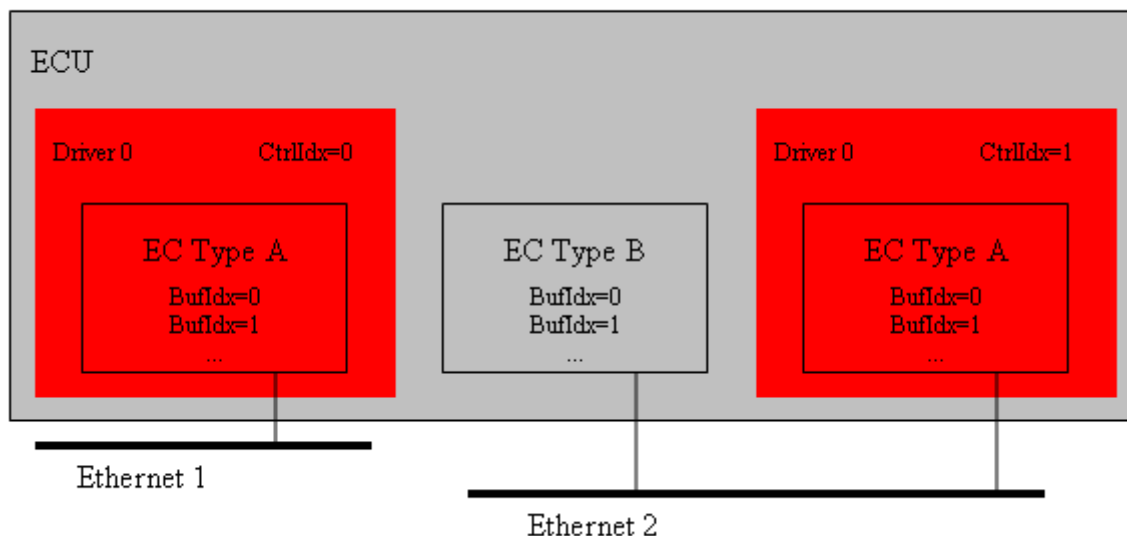 ECU
Driver 0
CtrlIdx=0
EC Type A
BufIdx=0
BufIdx=1
...
EC Type B
BufIdx=0
BufIdx=1
...
Driver 0
CtrlIdx=1
EC Type A
BufIdx=0
BufIdx=1
...
Ethernet 1
Ethernet 2